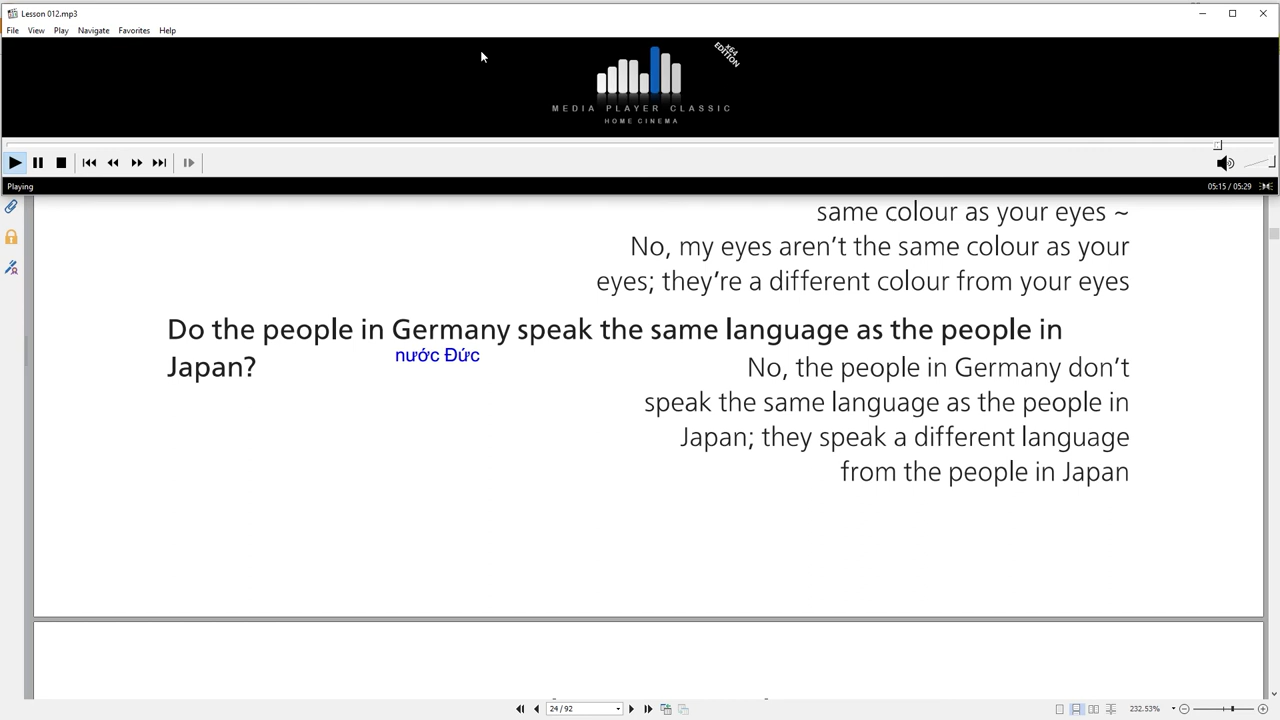 Lesson 012.mp3
File View Play Navigate Favorites Help
x64
EDITION
MEDIA PLAYER CLASSIC
HOME CINEMA
Playing
05:15 / 05:29
same colour as your eyes ~
No, my eyes aren't the same colour as your
eyes; they're a different colour from your eyes
Do the people in Germany speak the same language as the people in
nước Đức
Japan?
No, the people in Germany don't
speak the same language as the people in
Japan; they speak a different language
from the people in Japan
24 / 92
232.53%